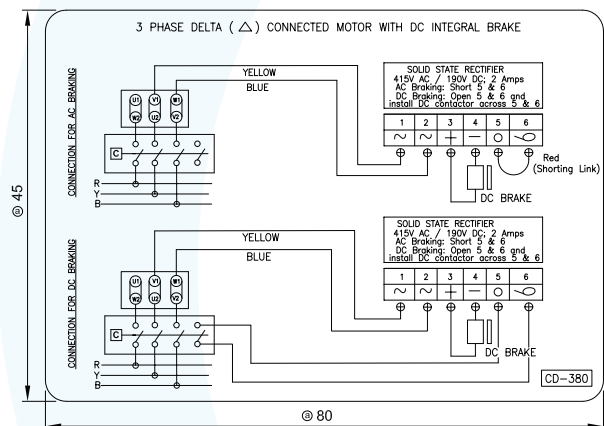 3 PHASE DELTA ( △ ) CONNECTED MOTOR WITH DC INTEGRAL BRAKE
CONNECTION FOR AC BRAKING
U1 V1 W1
W2 U2 V2
C
R
Y
B
YELLOW
BLUE
SOLID STATE RECTIFIER
415V AC / 190V DC; 2 Amps
AC Braking: Short 5 & 6
DC Braking: Open 5 & 6 and
install DC contactor across 5 & 6
1 2 3 4 5 6
~ ~ + −
Red
(Shorting Link)
DC BRAKE
CONNECTION FOR DC BRAKING
U1 V1 W1
W2 U2 V2
C
R
Y
B
YELLOW
BLUE
SOLID STATE RECTIFIER
415V AC / 190V DC; 2 Amps
AC Braking: Short 5 & 6
DC Braking: Open 5 & 6 and
install DC contactor across 5 & 6
1 2 3 4 5 6
~ ~ + −
DC BRAKE
CD-380
ⓐ 45
ⓐ 80